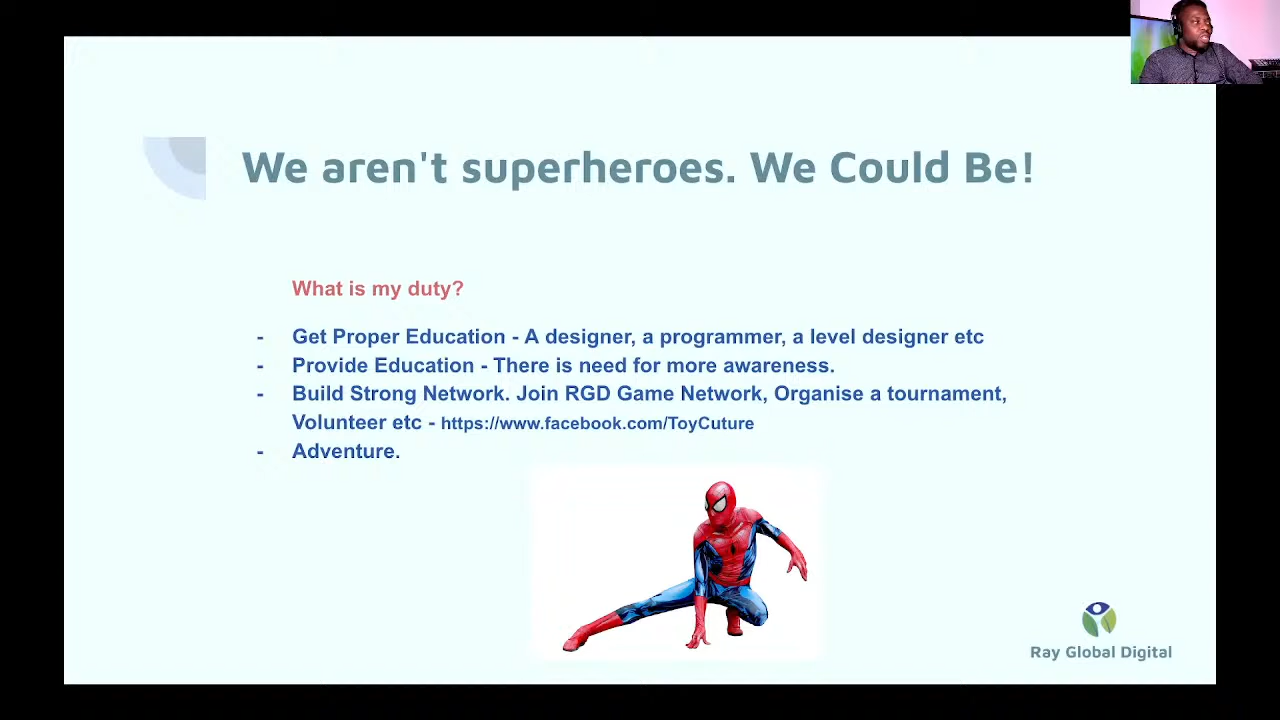 We aren't superheroes. We Could Be!
What is my duty?
- Get Proper Education - A designer, a programmer, a level designer etc
- Provide Education - There is need for more awareness.
- Build Strong Network. Join RGD Game Network, Organise a tournament,
Volunteer etc - https://www.facebook.com/ToyCuture
- Adventure.
Ray Global Digital